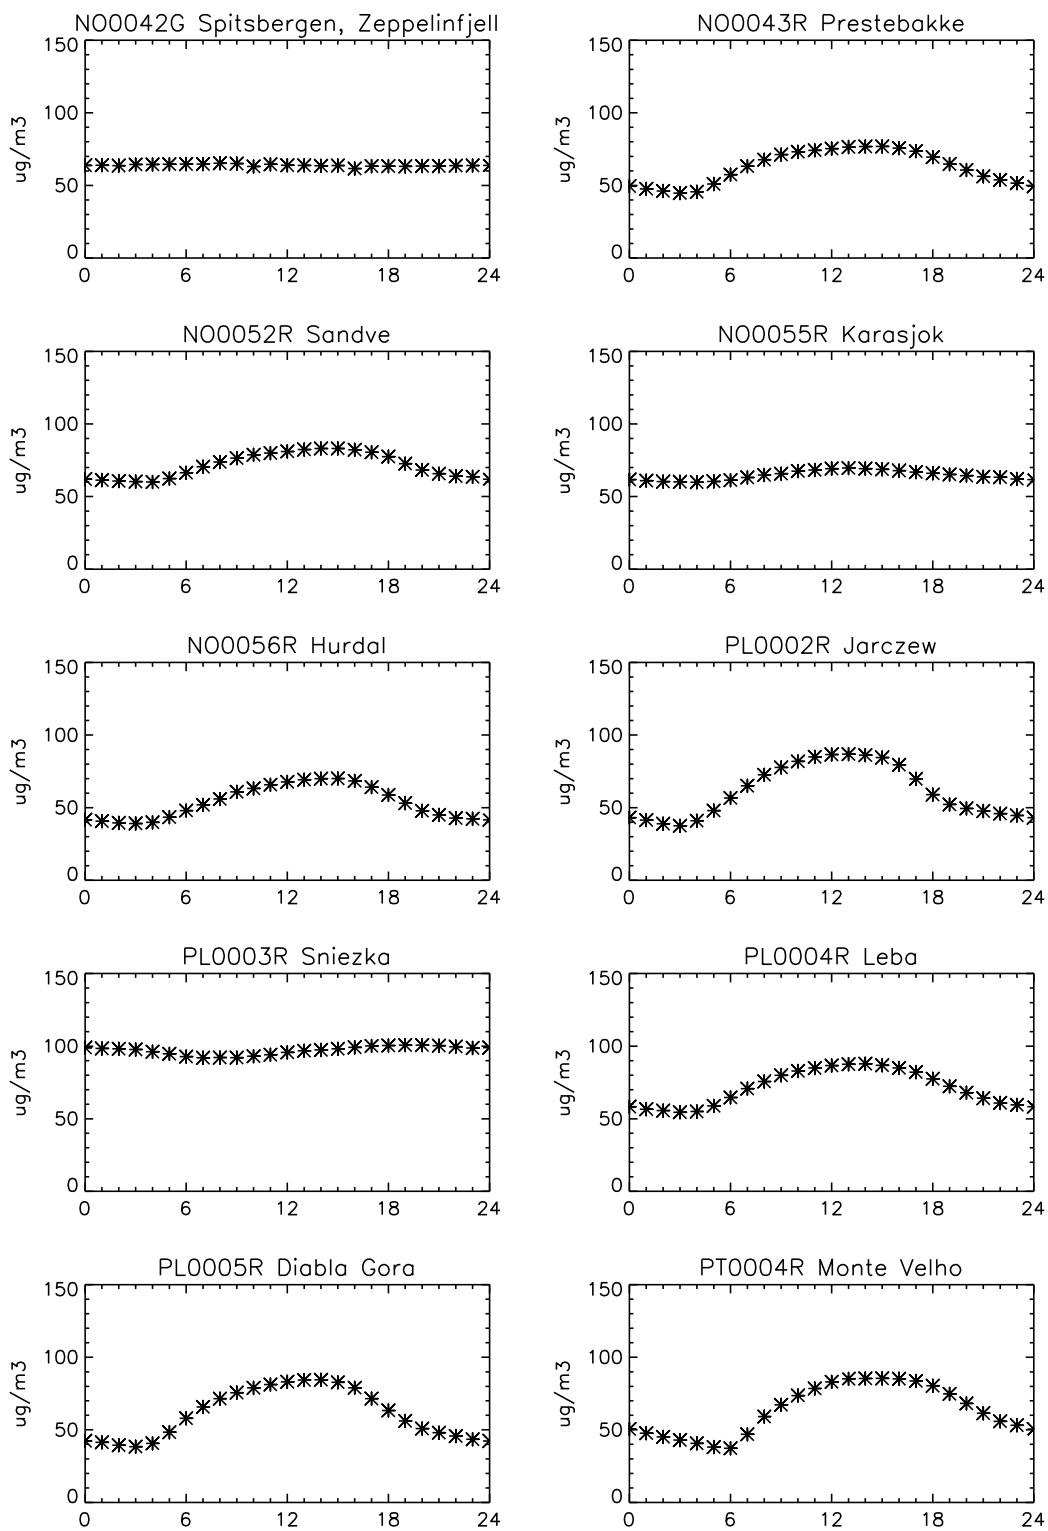 NO0042G Spitsbergen, Zeppelinfjell
150
100
50
0
ug/m3
0 6 12 18 24
NO0043R Prestebakke
150
100
50
0
ug/m3
0 6 12 18 24
NO0052R Sandve
150
100
50
0
ug/m3
0 6 12 18 24
NO0055R Karasjok
150
100
50
0
ug/m3
0 6 12 18 24
NO0056R Hurdal
150
100
50
0
ug/m3
0 6 12 18 24
PL0002R Jarczew
150
100
50
0
ug/m3
0 6 12 18 24
PL0003R Sniezka
150
100
50
0
ug/m3
0 6 12 18 24
PL0004R Leba
150
100
50
0
ug/m3
0 6 12 18 24
PL0005R Diabla Gora
150
100
50
0
ug/m3
0 6 12 18 24
PT0004R Monte Velho
150
100
50
0
ug/m3
0 6 12 18 24